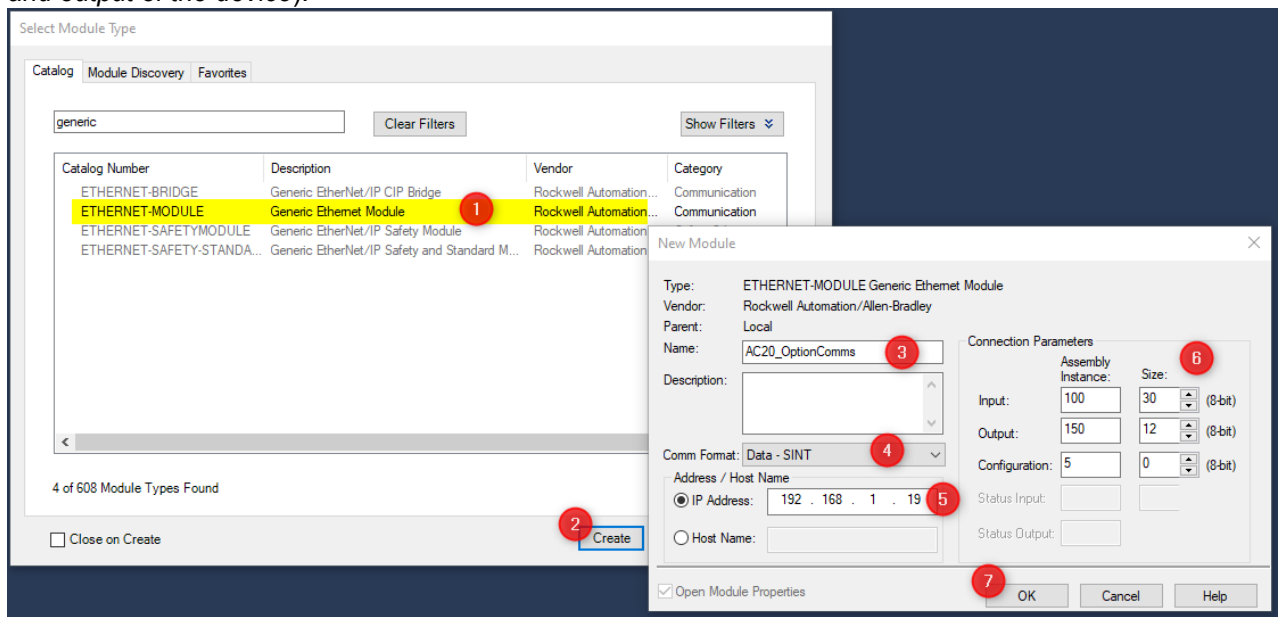 and output of the device).
Select Module Type
Catalog Module Discovery Favorites
generic Clear Filters Show Filters
Catalog Number Description Vendor Category
ETHERNET-BRIDGE Generic EtherNet/IP CIP Bridge Rockwell Automation... Communication
ETHERNET-MODULE Generic Ethernet Module 1 Rockwell Automation... Communication
ETHERNET-SAFETYMODULE Generic EtherNet/IP Safety Module Rockwell Automation
ETHERNET-SAFETY-STANDA... Generic EtherNet/IP Safety and Standard M... Rockwell Automation
4 of 608 Module Types Found
Close on Create 2 Create
New Module
Type: ETHERNET-MODULE Generic Ethernet Module
Vendor: Rockwell Automation/Allen-Bradley
Parent: Local
Name: AC20_OptionComms 3
Description:
Comm Format: Data - SINT 4
Address / Host Name
IP Address: 192 . 168 . 1 . 19 5
Host Name:
Connection Parameters
Assembly
Instance: Size: 6
Input: 100 30 (8-bit)
Output: 150 12 (8-bit)
Configuration: 5 0 (8-bit)
Status Input:
Status Output:
Open Module Properties 7 OK Cancel Help